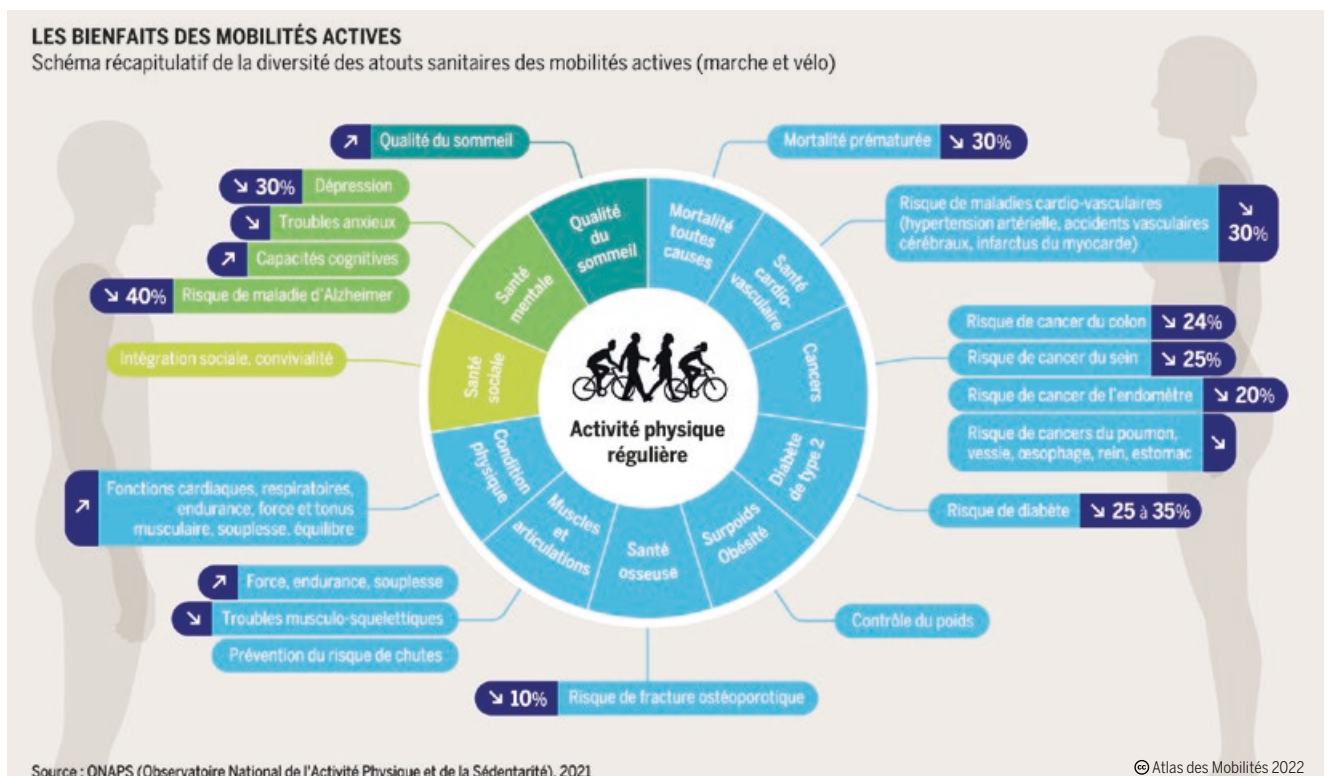 LES BIENFAITS DES MOBILITÉS ACTIVES
Schéma récapitulatif de la diversité des atouts sanitaires des mobilités actives (marche et vélo)
↗ Qualité du sommeil
↘ 30% Dépression
↘ Troubles anxieux
↗ Capacités cognitives
↘ 40% Risque de maladie d'Alzheimer
Intégration sociale, convivialité
↗ Fonctions cardiaques, respiratoires,
endurance, force et tonus
musculaire, souplesse, équilibre
↗ Force, endurance, souplesse
↘ Troubles musculo-squelettiques
Prévention du risque de chutes
↘ 10% Risque de fracture ostéoporotique
Mortalité prématurée ↘ 30%
Risque de maladies cardio-vasculaires
(hypertension artérielle, accidents vasculaires
cérébraux, infarctus du myocarde)
↘
30%
Risque de cancer du colon ↘ 24%
Risque de cancer du sein ↘ 25%
Risque de cancer de l'endomètre ↘ 20%
Risque de cancers du poumon,
vessie, œsophage, rein, estomac ↘
Risque de diabète ↘ 25 à 35%
Contrôle du poids
Qualité
du
sommeil
Mortalité
toutes
causes
Santé
cardio-
vasculaire
Cancers
Diabète
de type 2
Surpoids
Obésité
Santé
osseuse
Muscles
et
articulations
Condition
physique
Santé
sociale
Santé
mentale
Activité physique
régulière
Source : ONAPS (Observatoire National de l'Activité Physique et de la Sédentarité), 2021
cc Atlas des Mobilités 2022